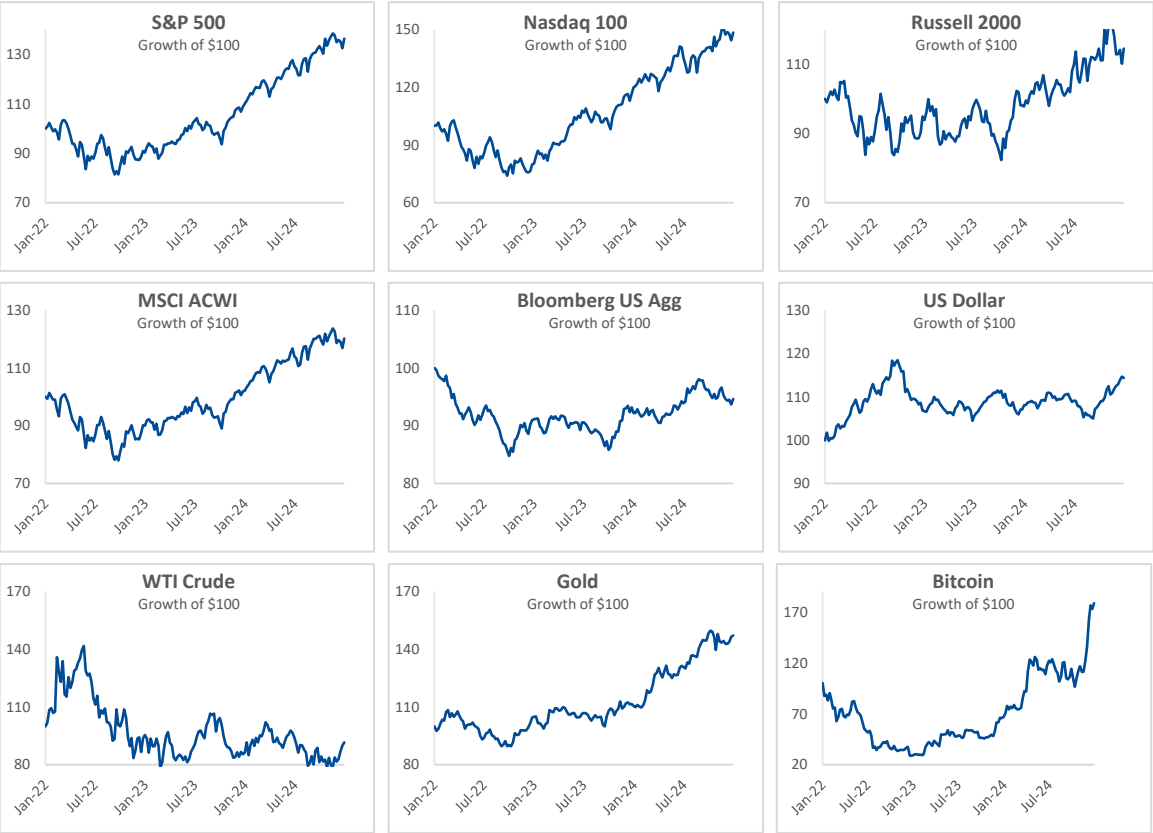 S&P 500
Growth of $100
130
110
90
70
Jan-22
Jul-22
Jan-23
Jul-23
Jan-24
Jul-24
Nasdaq 100
Growth of $100
150
120
90
60
Jan-22
Jul-22
Jan-23
Jul-23
Jan-24
Jul-24
Russell 2000
Growth of $100
110
90
70
Jan-22
Jul-22
Jan-23
Jul-23
Jan-24
Jul-24
MSCI ACWI
Growth of $100
130
110
90
70
Jan-22
Jul-22
Jan-23
Jul-23
Jan-24
Jul-24
Bloomberg US Agg
Growth of $100
110
100
90
80
Jan-22
Jul-22
Jan-23
Jul-23
Jan-24
Jul-24
US Dollar
Growth of $100
130
120
110
100
90
Jan-22
Jul-22
Jan-23
Jul-23
Jan-24
Jul-24
WTI Crude
Growth of $100
170
140
110
80
Jan-22
Jul-22
Jan-23
Jul-23
Jan-24
Jul-24
Gold
Growth of $100
170
140
110
80
Jan-22
Jul-22
Jan-23
Jul-23
Jan-24
Jul-24
Bitcoin
Growth of $100
170
120
70
20
Jan-22
Jul-22
Jan-23
Jul-23
Jan-24
Jul-24